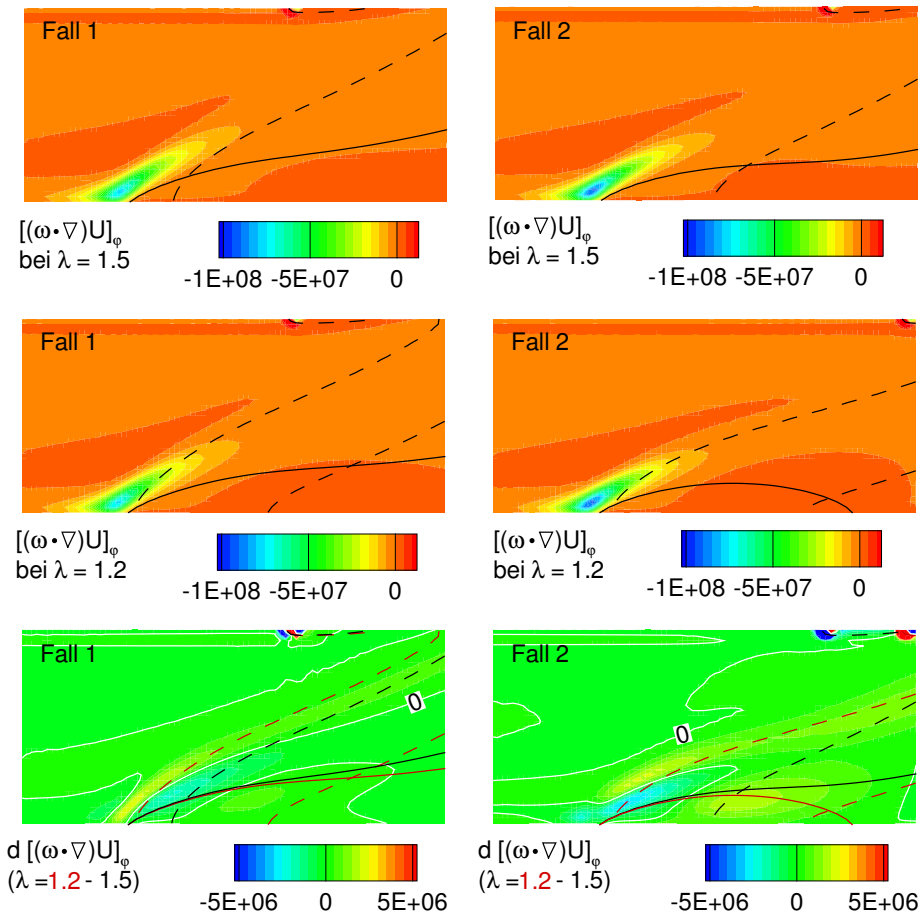 Fall 1
Fall 2
[(ω•∇)U]φ
bei λ = 1.5
-1E+08 -5E+07 0
[(ω•∇)U]φ
bei λ = 1.5
-1E+08 -5E+07 0
Fall 1
Fall 2
[(ω•∇)U]φ
bei λ = 1.2
-1E+08 -5E+07 0
[(ω•∇)U]φ
bei λ = 1.2
-1E+08 -5E+07 0
Fall 1
0
Fall 2
0
d [(ω•∇)U]φ
(λ =1.2 - 1.5)
-5E+06 0 5E+06
d [(ω•∇)U]φ
(λ =1.2 - 1.5)
-5E+06 0 5E+06